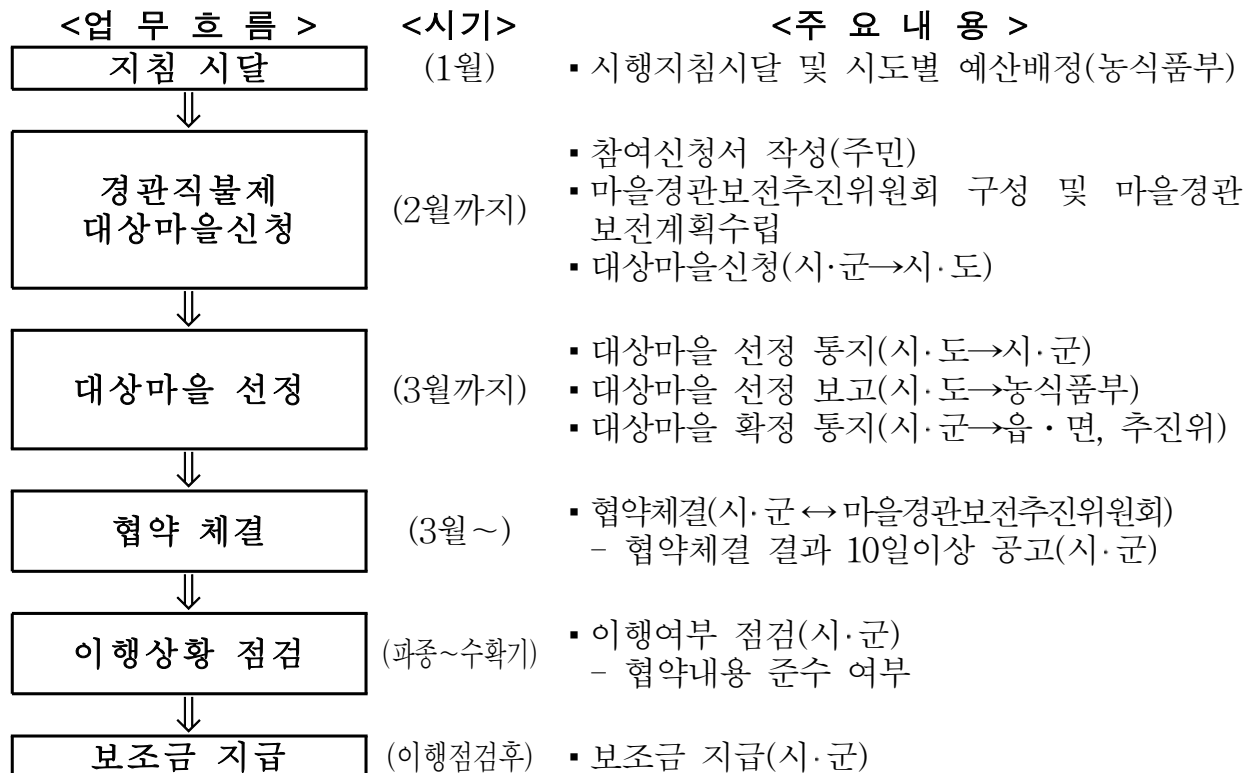 <업 무 흐 름 > <시기> <주 요 내 용 >
지침 시달 (1월) ▪ 시행지침시달 및 시도별 예산배정(농식품부)
⇓
경관직불제
대상마을신청
(2월까지)
▪ 참여신청서 작성(주민)
▪ 마을경관보전추진위원회 구성 및 마을경관
보전계획수립
▪ 대상마을신청(시·군→시·도)
⇓
대상마을 선정
(3월까지)
▪ 대상마을 선정 통지(시·도→시·군)
▪ 대상마을 선정 보고(시·도→농식품부)
▪ 대상마을 확정 통지(시·군→읍·면, 추진위)
⇓
협약 체결
(3월~)
▪ 협약체결(시·군↔마을경관보전추진위원회)
- 협약체결 결과 10일이상 공고(시·군)
⇓
이행상황 점검
(파종~수확기)
▪ 이행여부 점검(시·군)
- 협약내용 준수 여부
⇓
보조금 지급 (이행점검후) ▪ 보조금 지급(시·군)